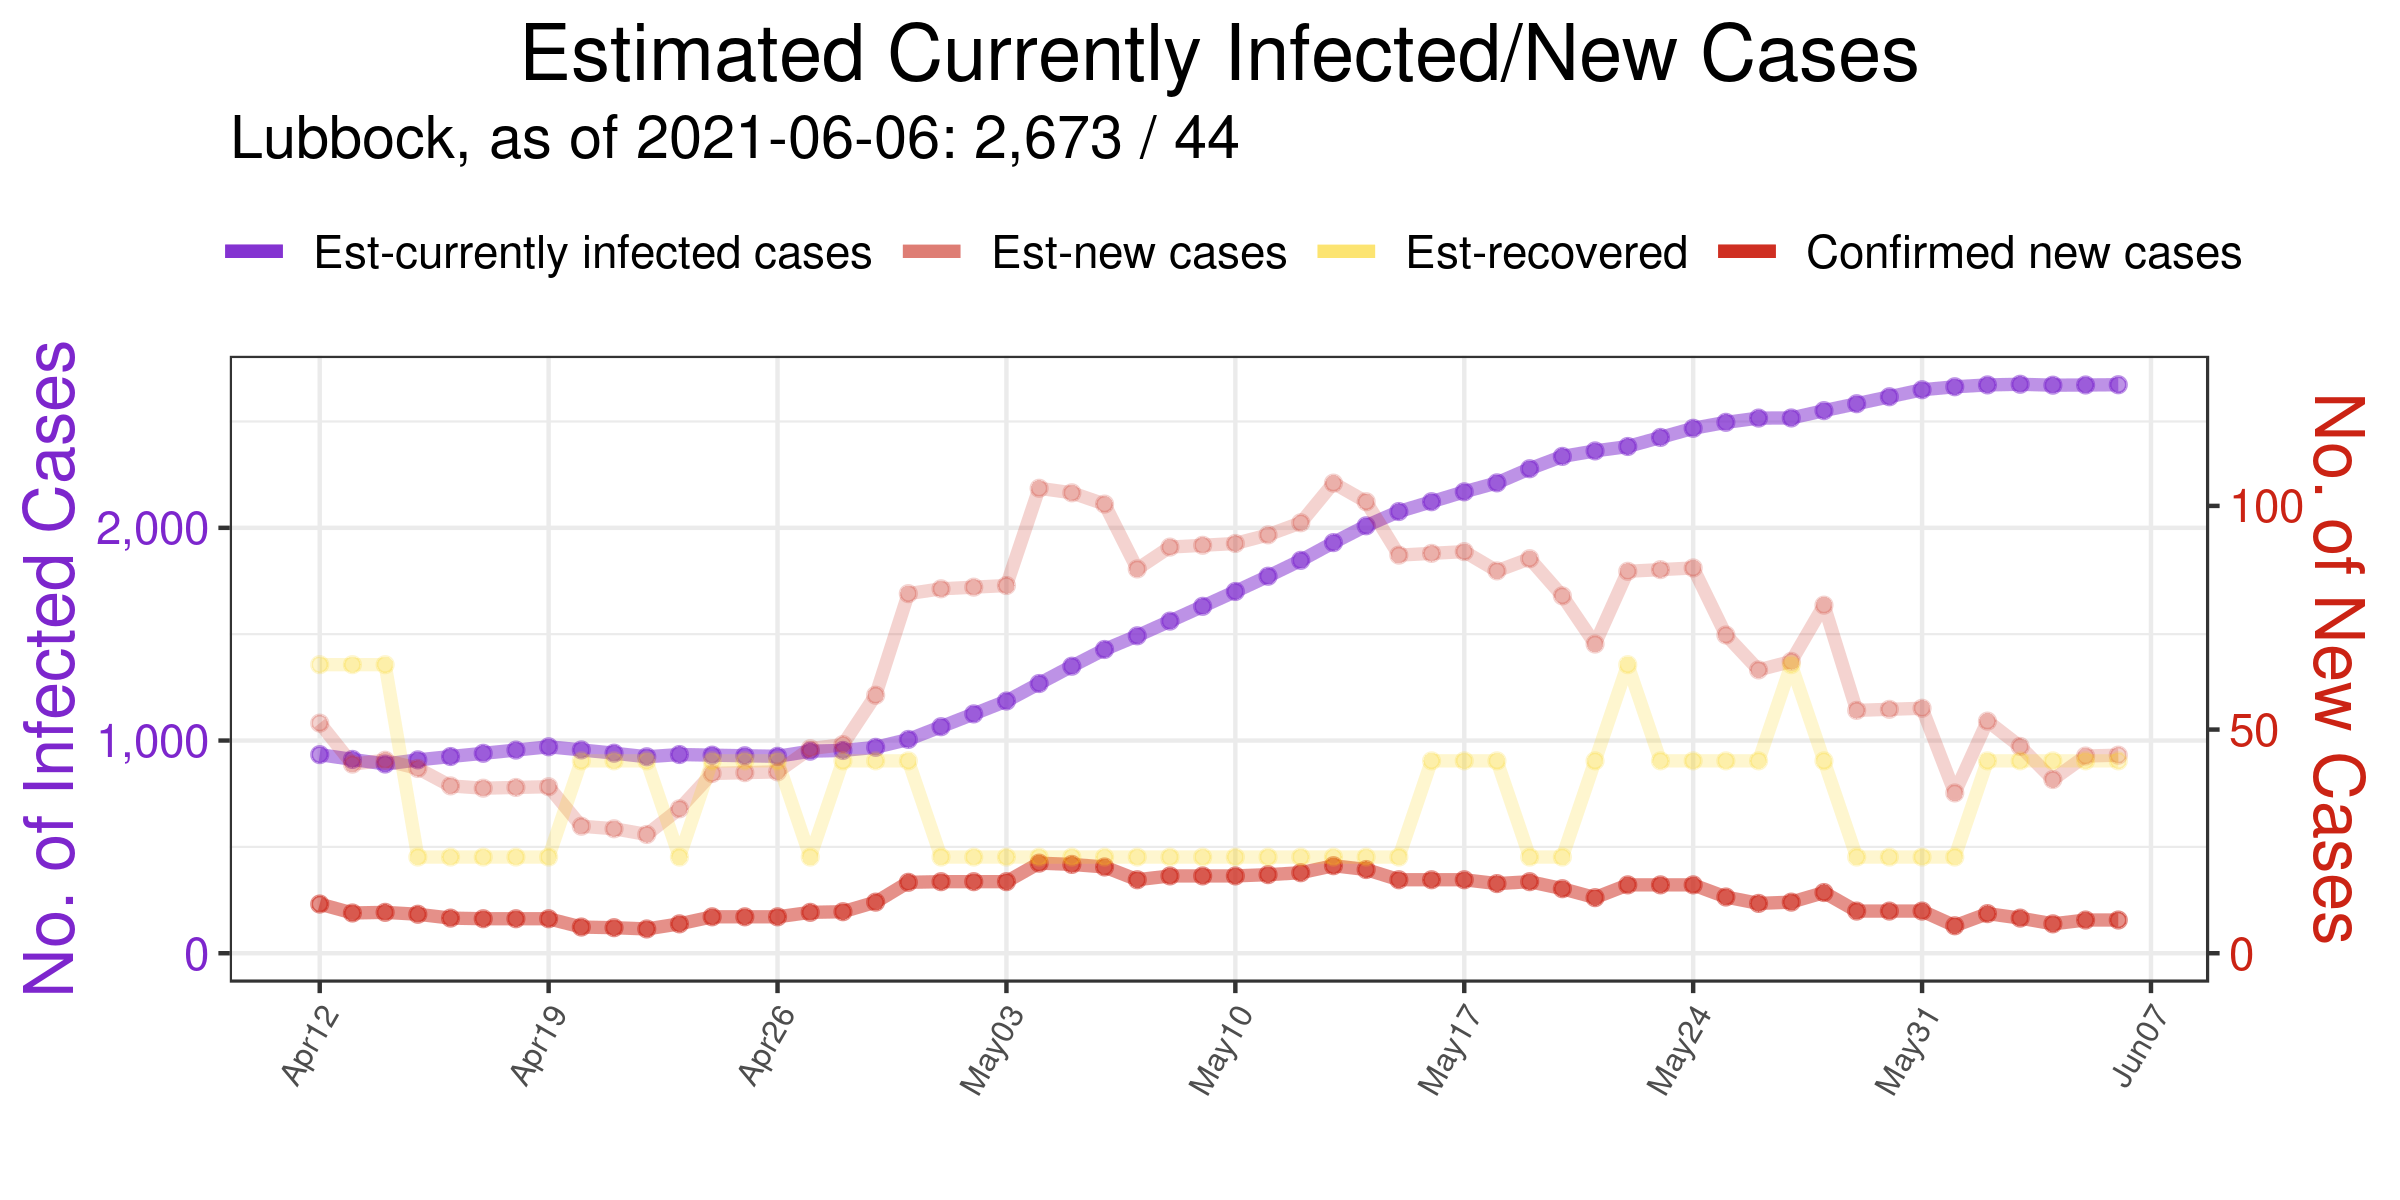 Estimated Currently Infected/New Cases
Lubbock, as of 2021-06-06: 2,673 / 44
Est-currently infected cases Est-new cases Est-recovered Confirmed new cases
No. of Infected Cases
2,000
1,000
0
100
50
0
No. of New Cases
Apr12 Apr19 Apr26 May03 May10 May17 May24 May31 Jun07